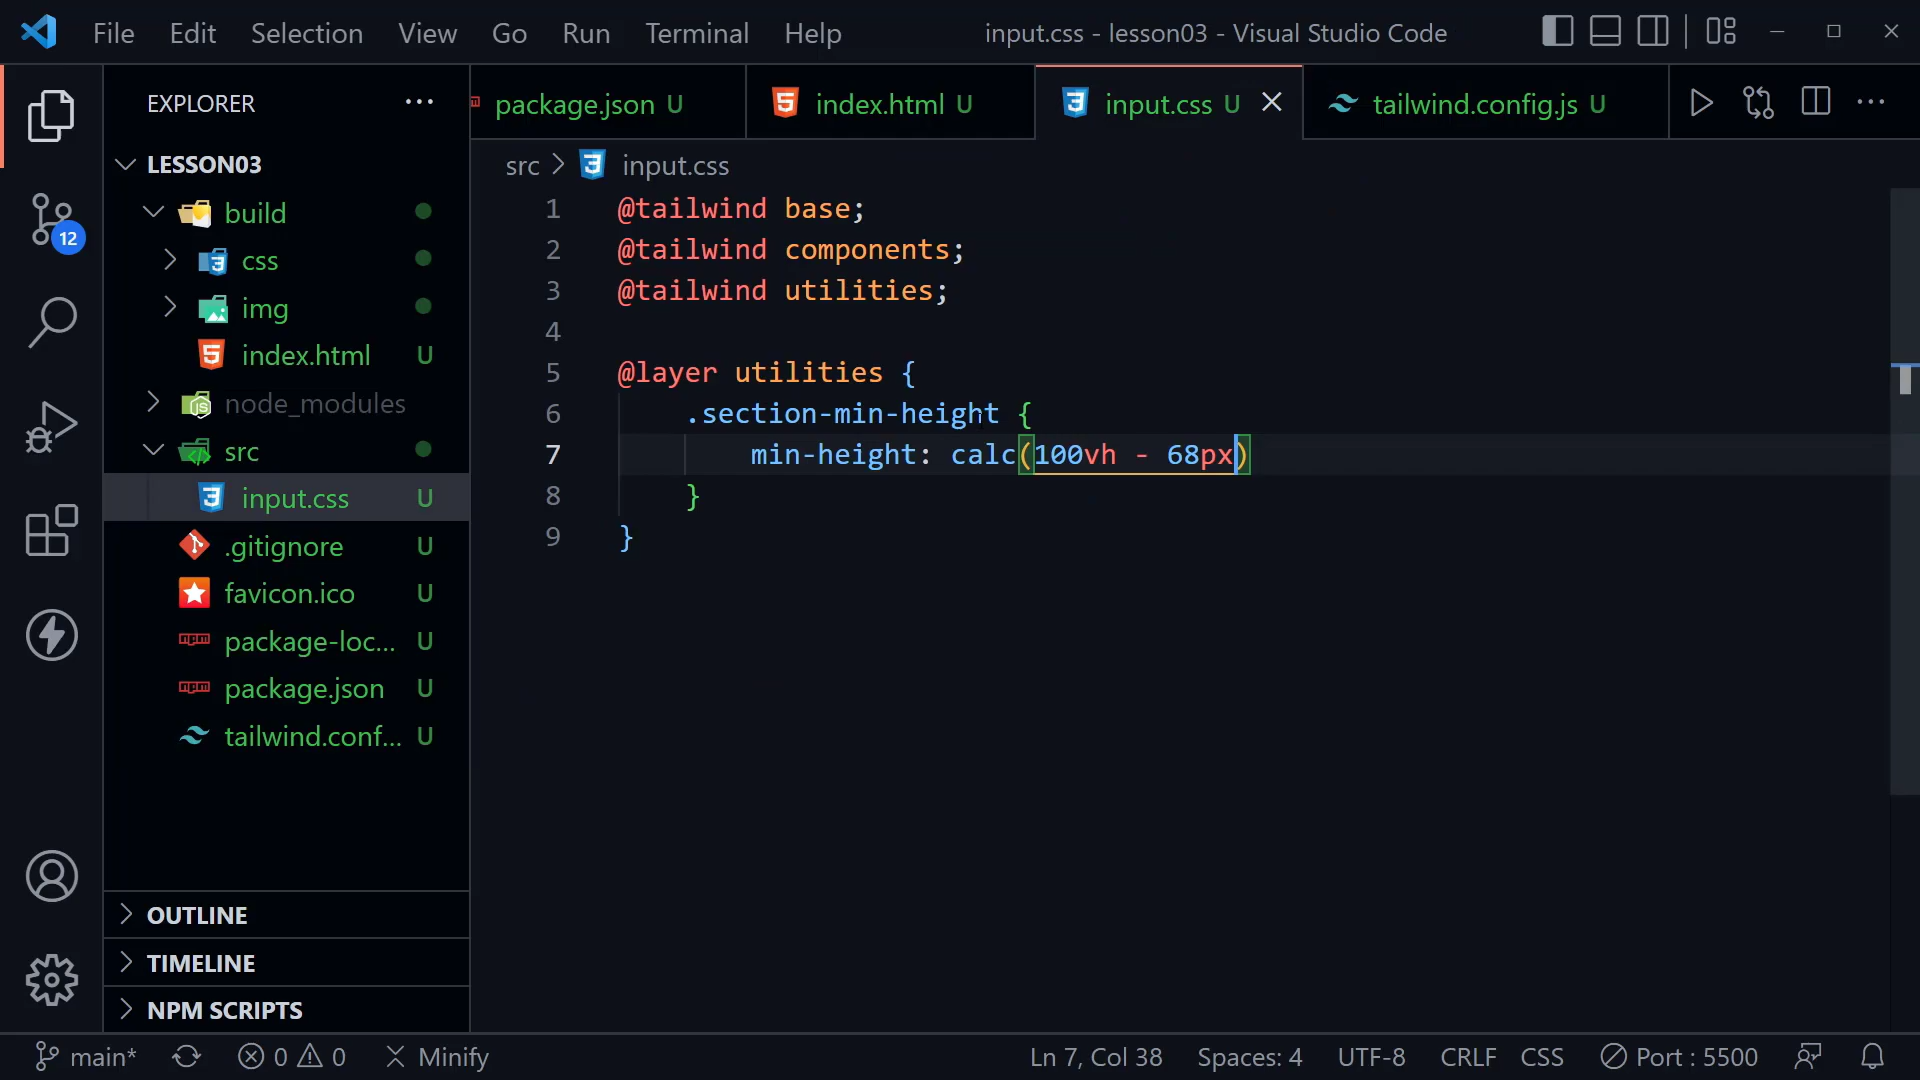 File Edit Selection View Go Run Terminal Help input.css - lesson03 - Visual Studio Code
EXPLORER
LESSON03
build
css
img
index.html U
node_modules
src
input.css U
.gitignore U
favicon.ico U
package-loc... U
package.json U
tailwind.conf... U
OUTLINE
TIMELINE
NPM SCRIPTS
12
package.json U index.html U input.css U tailwind.config.js U
src > input.css
1 @tailwind base;
2 @tailwind components;
3 @tailwind utilities;
4
5 @layer utilities {
6 .section-min-height {
7 min-height: calc(100vh - 68px)
8 }
9 }
main* 0 0 Minify Ln 7, Col 38 Spaces: 4 UTF-8 CRLF CSS Port : 5500